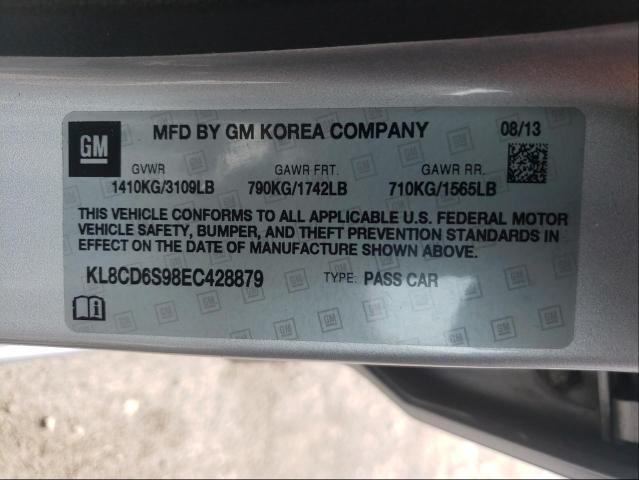 GM
MFD BY GM KOREA COMPANY
08/13
GVWR
GAWR FRT.
GAWR RR.
1410KG/3109LB
790KG/1742LB
710KG/1565LB
THIS VEHICLE CONFORMS TO ALL APPLICABLE U.S. FEDERAL MOTOR
VEHICLE SAFETY, BUMPER, AND THEFT PREVENTION STANDARDS IN
EFFECT ON THE DATE OF MANUFACTURE SHOWN ABOVE.
KL8CD6S98EC428879
TYPE: PASS CAR